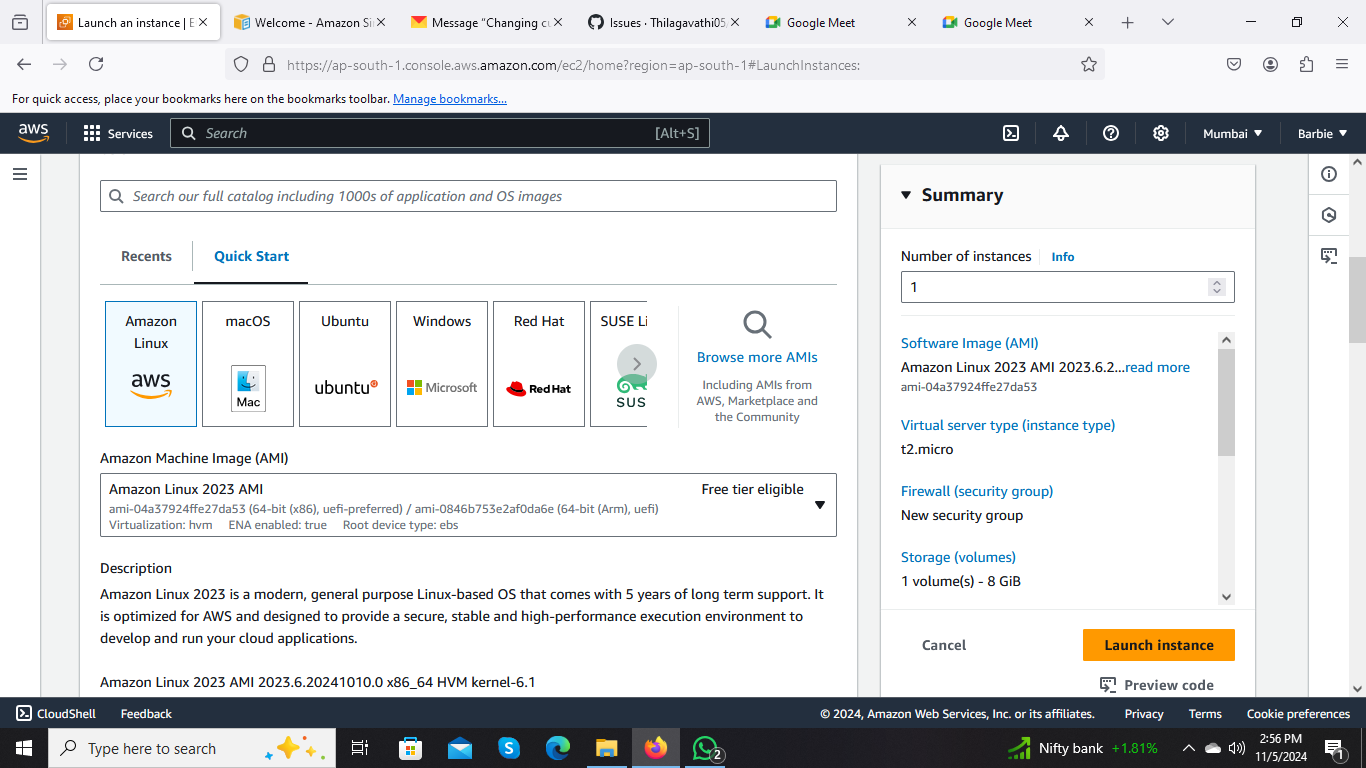 Launch an instance | E
Welcome - Amazon Si
Message “Changing cu
Issues · Thilagavathi05
Google Meet
Google Meet
https://ap-south-1.console.aws.amazon.com/ec2/home?region=ap-south-1#LaunchInstances:
For quick access, place your bookmarks here on the bookmarks toolbar. Manage bookmarks...
aws
Services
Search
[Alt+S]
Mumbai
Barbie
Search our full catalog including 1000s of application and OS images
Recents
Quick Start
Amazon Linux
aws
macOS
Mac
Ubuntu
ubuntu
Windows
Microsoft
Red Hat
Red Hat
SUSE Li
SUS
Browse more AMIs
Including AMIs from
AWS, Marketplace and
the Community
Amazon Machine Image (AMI)
Amazon Linux 2023 AMI
Free tier eligible
ami-04a37924ffe27da53 (64-bit (x86), uefi-preferred) / ami-0846b753e2af0da6e (64-bit (Arm), uefi)
Virtualization: hvm ENA enabled: true Root device type: ebs
Description
Amazon Linux 2023 is a modern, general purpose Linux-based OS that comes with 5 years of long term support. It
is optimized for AWS and designed to provide a secure, stable and high-performance execution environment to
develop and run your cloud applications.
Amazon Linux 2023 AMI 2023.6.20241010.0 x86_64 HVM kernel-6.1
Summary
Number of instances
Info
1
Software Image (AMI)
Amazon Linux 2023 AMI 2023.6.2...read more
ami-04a37924ffe27da53
Virtual server type (instance type)
t2.micro
Firewall (security group)
New security group
Storage (volumes)
1 volume(s) - 8 GiB
Cancel
Launch instance
Preview code
CloudShell
Feedback
© 2024, Amazon Web Services, Inc. or its affiliates.
Privacy
Terms
Cookie preferences
Type here to search
2
Nifty bank +1.81%
2:56 PM
11/5/2024
1